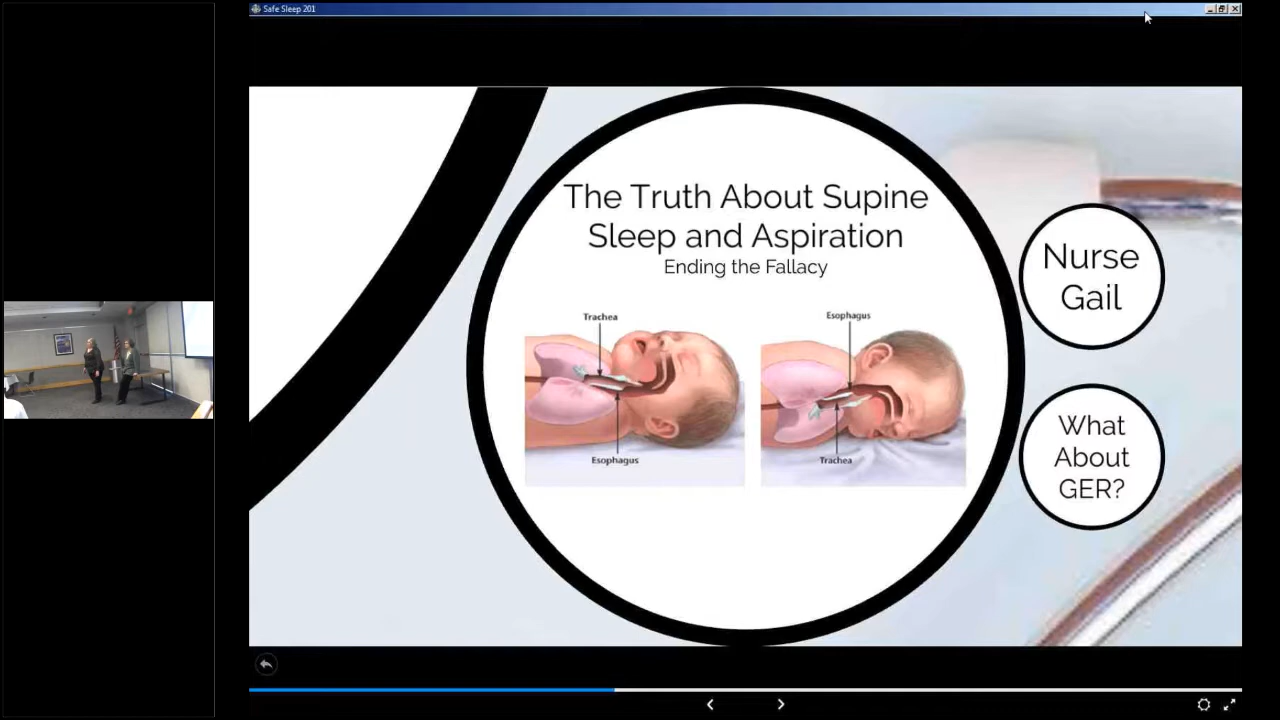 Safe Sleep 201
The Truth About Supine
Sleep and Aspiration
Ending the Fallacy
Trachea
Esophagus
Esophagus
Trachea
Nurse
Gail
What
About
GER?